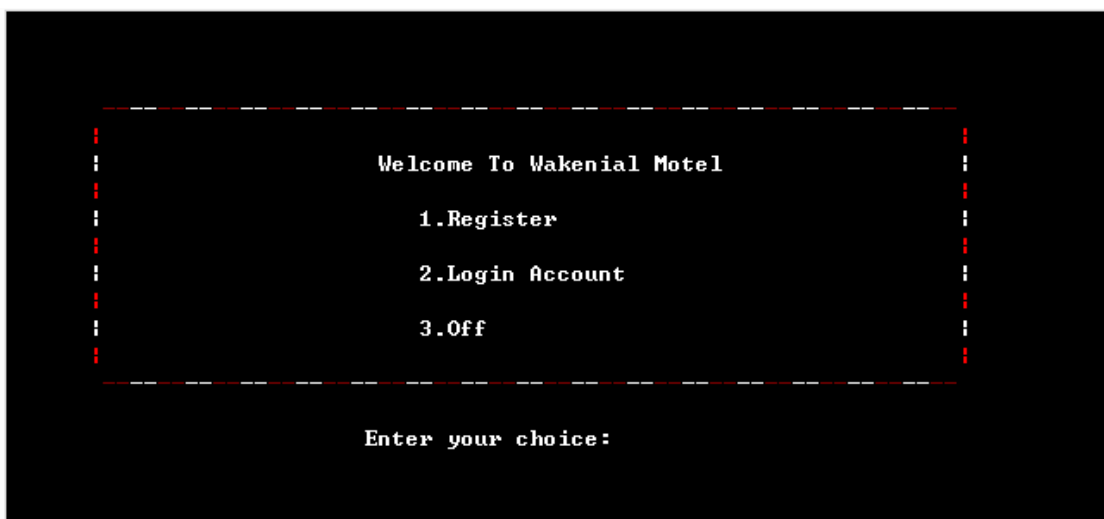 Welcome To Wakenial Motel
1.Register
2.Login Account
3.Off
Enter your choice: